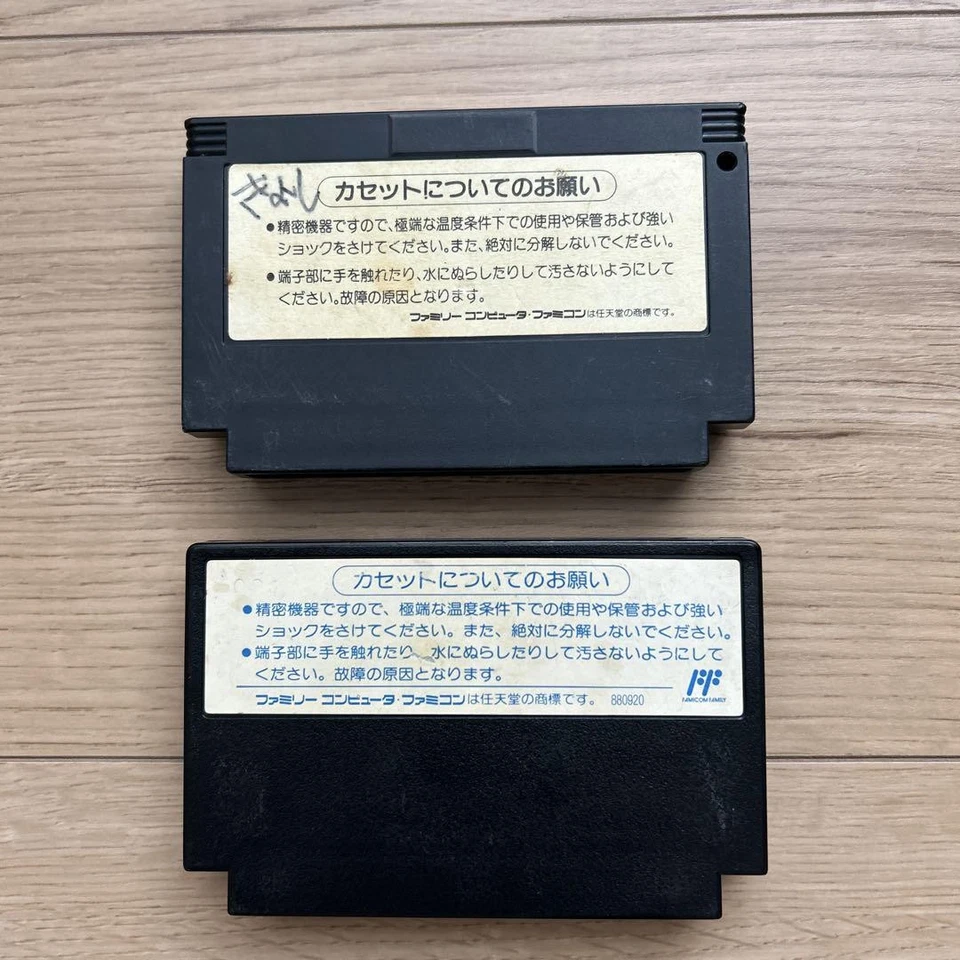 きよし
カセットについてのお願い
●精密機器ですので、極端な温度条件下での使用や保管および強い
ショックをさけてください。また、絶対に分解しないでください。
●端子部に手を触れたり、水にぬらしたりして汚さないようにして
ください。故障の原因となります。
ファミリー コンピュータ・ファミコンは任天堂の商標です。
カセットについてのお願い
●精密機器ですので、極端な温度条件下での使用や保管および強い
ショックをさけてください。また、絶対に分解しないでください。
●端子部に手を触れたり、水にぬらしたりして汚さないようにして
ください。故障の原因となります。
ファミリー コンピュータ・ファミコンは任天堂の商標です。 880920
FF
FAMICOM FAMILY